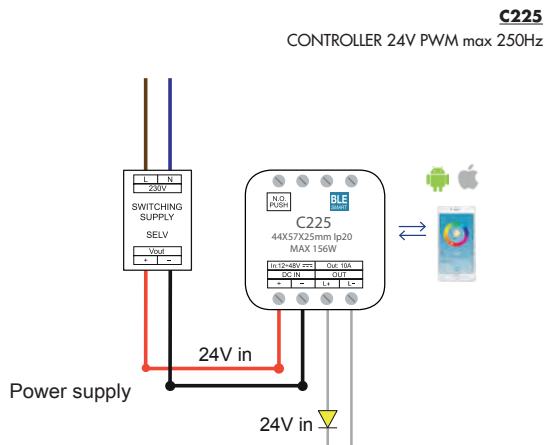 C225
CONTROLLER 24V PWM max 250Hz
L N
230V
SWITCHING
SUPPLY
SELV
Vout
+ −
N.O.
PUSH
BLE
SMART
C225
44X57X25mm Ip20
MAX 156W
In:12÷48V Out: 10A
DC IN OUT
+ − L+ L−
24V in
Power supply
24V in